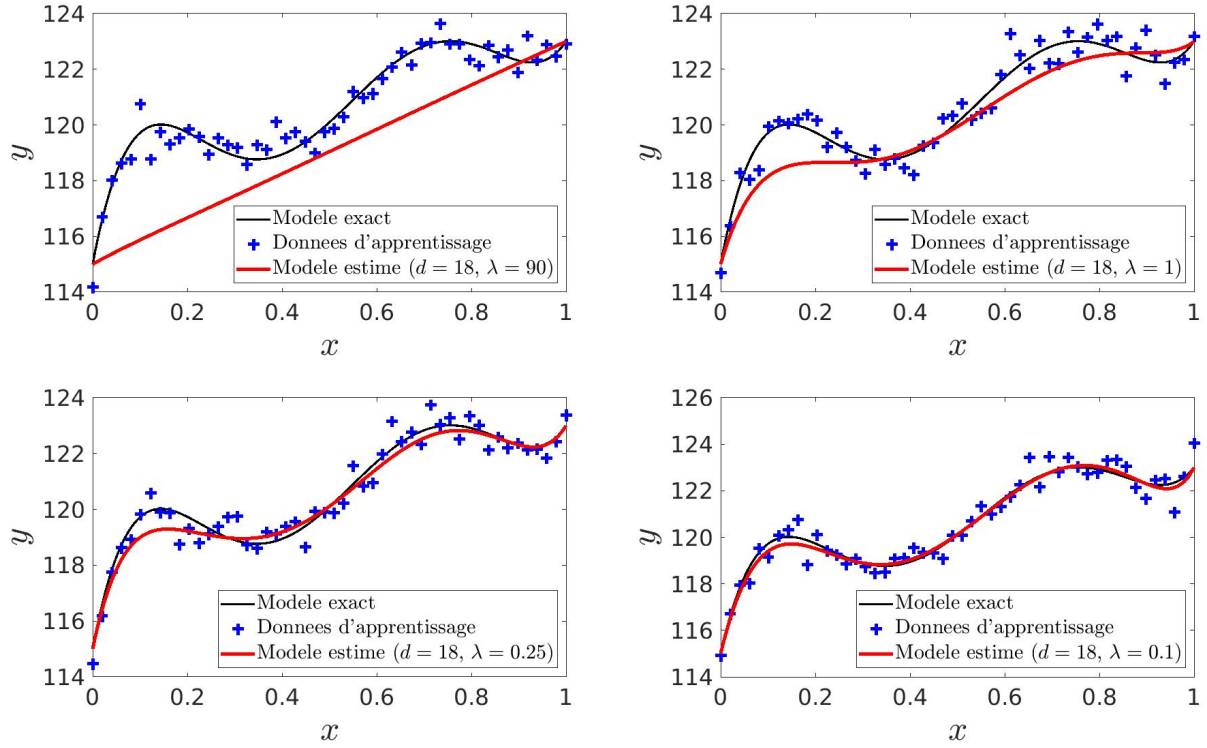 124
122
120
118
116
114
y
0
0.2
0.4
0.6
0.8
1
x
Modele exact
Donnees d'apprentissage
Modele estime (d = 18, λ = 90)
124
122
120
118
116
114
y
0
0.2
0.4
0.6
0.8
1
x
Modele exact
Donnees d'apprentissage
Modele estime (d = 18, λ = 1)
124
122
120
118
116
114
y
0
0.2
0.4
0.6
0.8
1
x
Modele exact
Donnees d'apprentissage
Modele estime (d = 18, λ = 0.25)
126
124
122
120
118
116
114
y
0
0.2
0.4
0.6
0.8
1
x
Modele exact
Donnees d'apprentissage
Modele estime (d = 18, λ = 0.1)